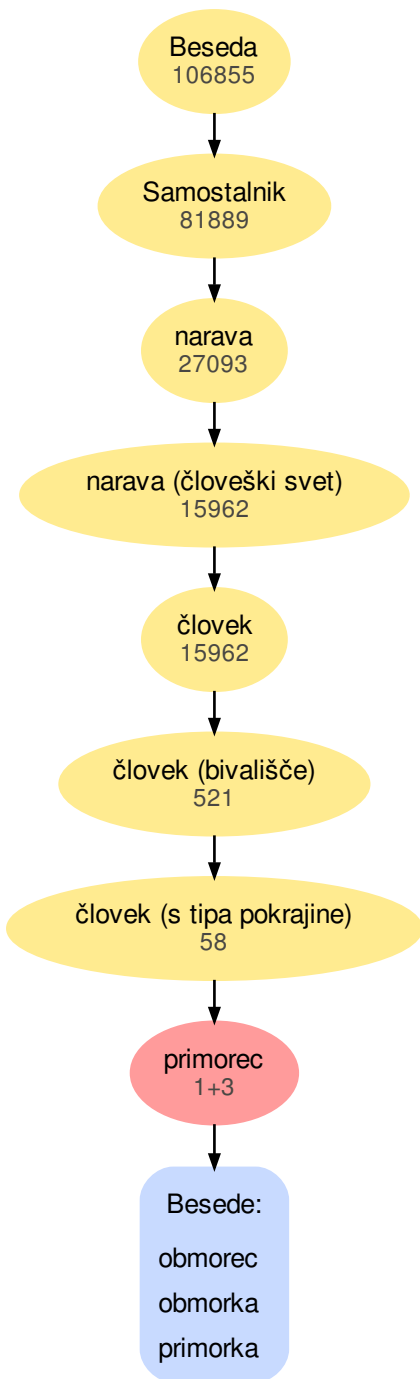 Beseda
106855
Samostalnik
81889
narava
27093
narava (človeški svet)
15962
človek
15962
človek (bivališče)
521
človek (s tipa pokrajine)
58
primorec
1+3
Besede:
obmorec
obmorka
primorka